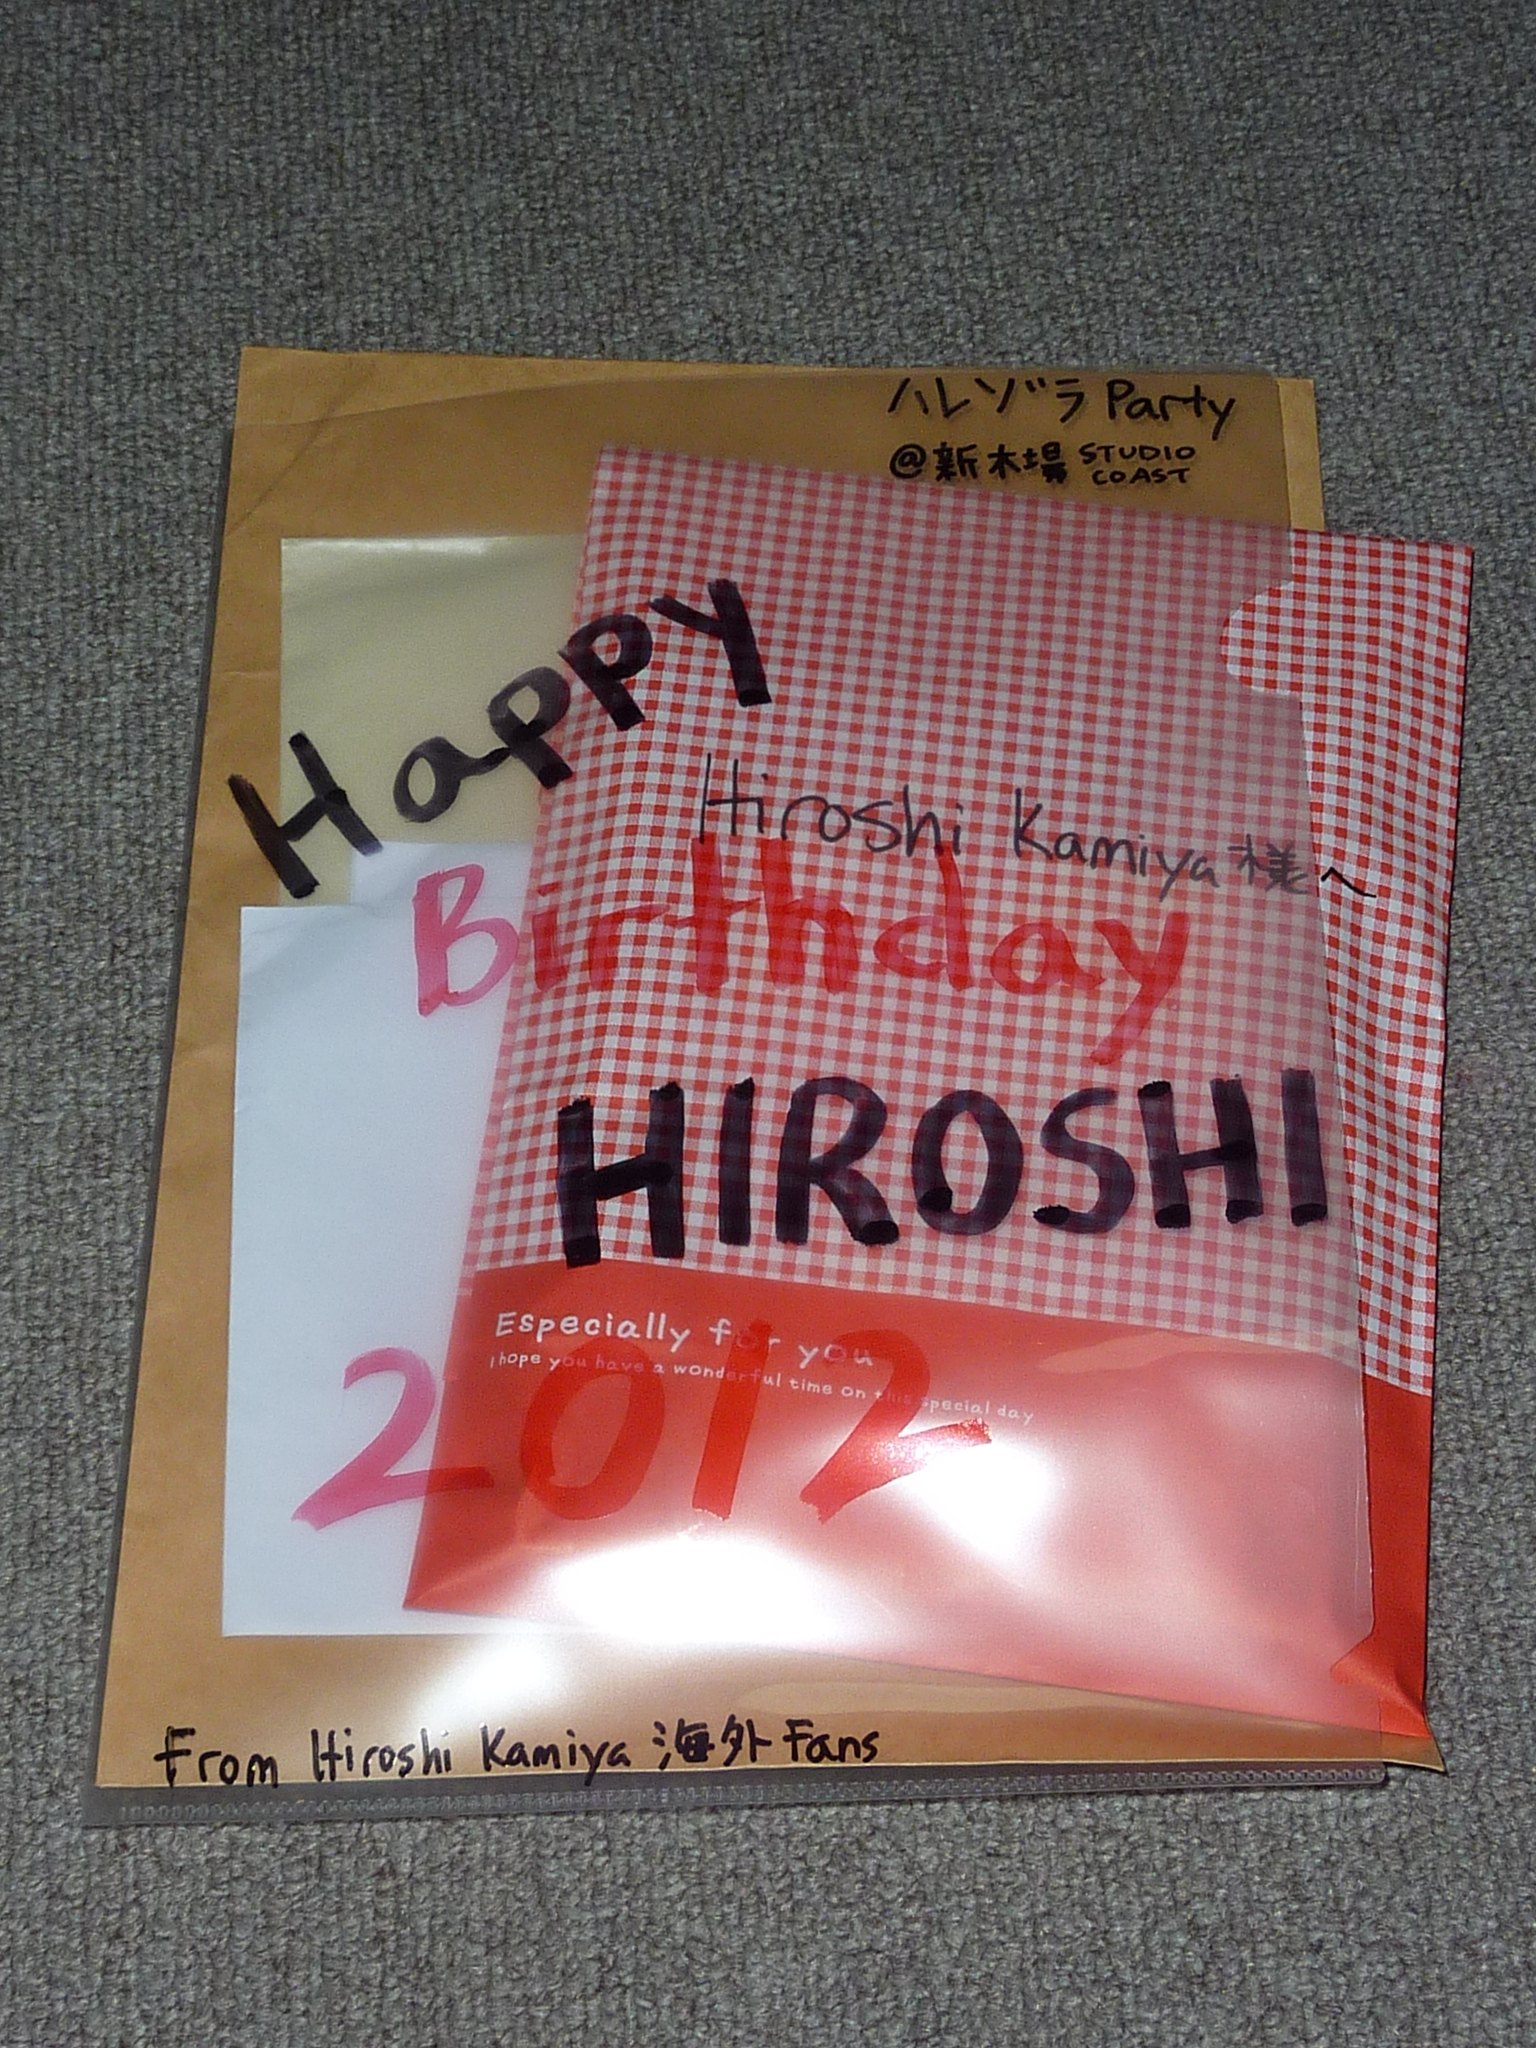 ハレゾラ Party
@新木場 STUDIO COAST
Happy
Hiroshi Kamiya 様へ
Birthday
HIROSHI
Especially for you
I hope you have a wonderful time on this special day
2012
From Hiroshi Kamiya 海外 Fans